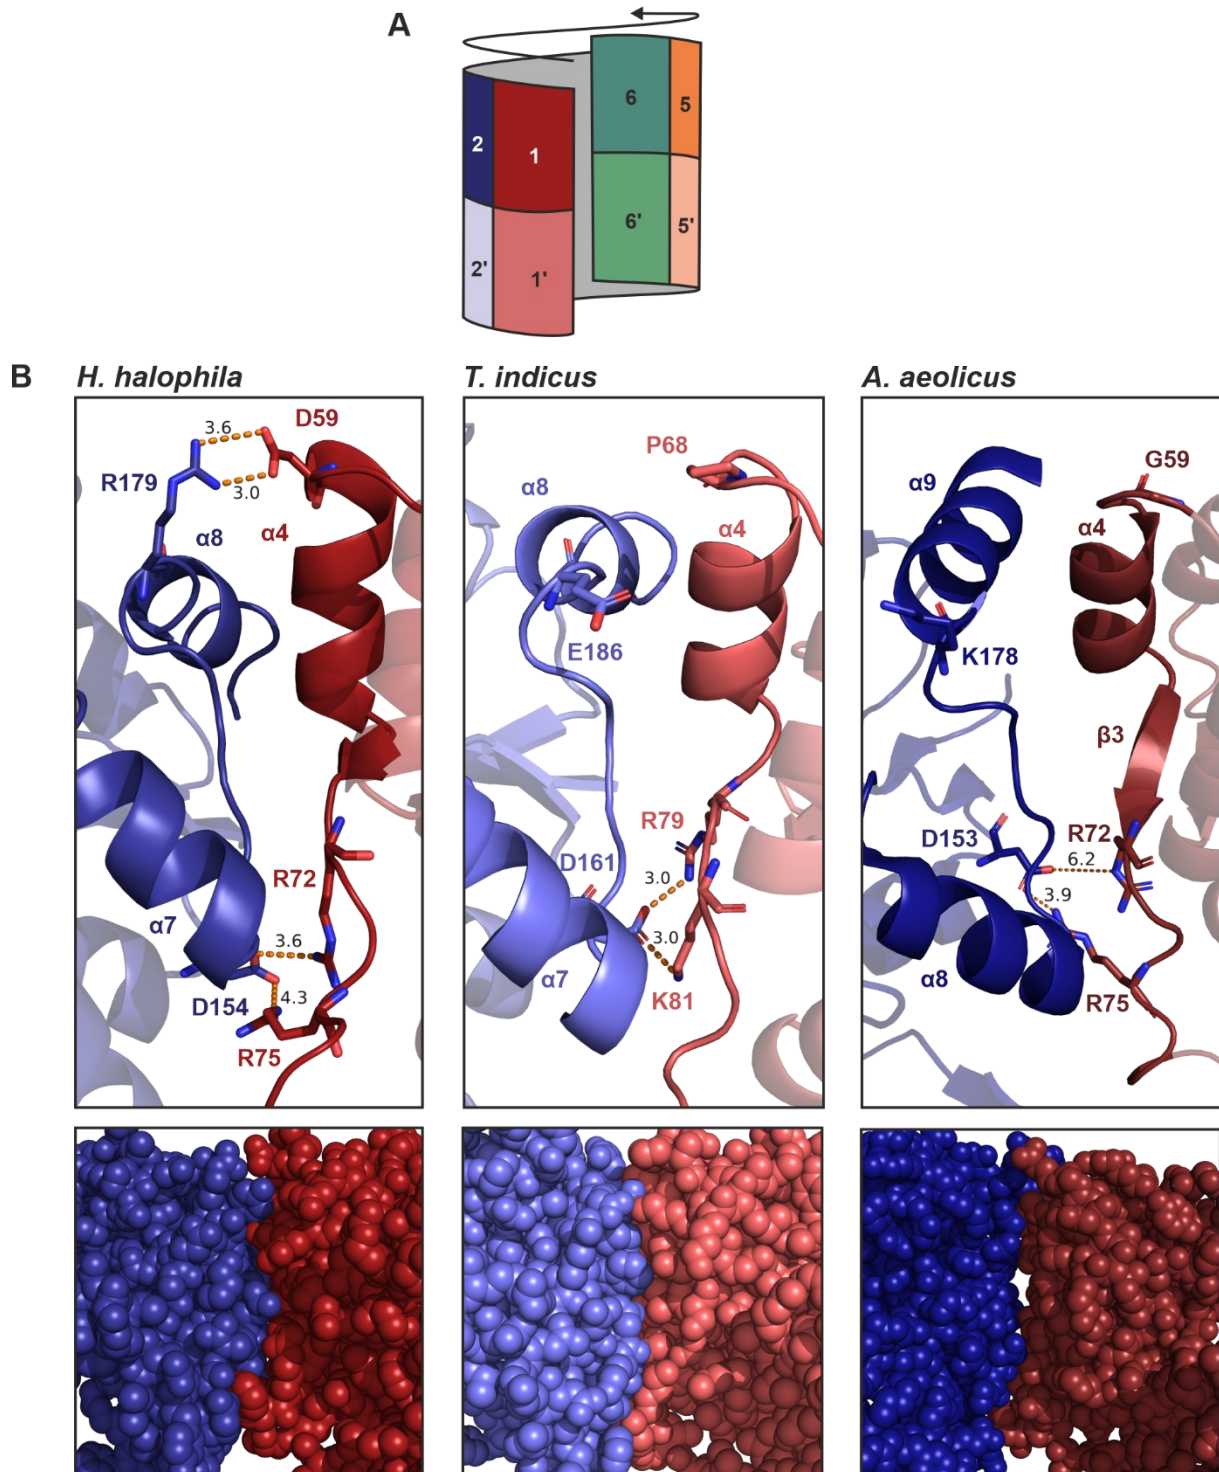 A
6 5
2 1
6' 5'
2' 1'
B H. halophila T. indicus A. aeolicus
3.6 D59
R179
3.0
α8 α4
R72
α7
3.6
D154 4.3
R75
P68
α8
α4
E186
R79
D161
3.0
3.0
α7
K81
G59
α9
α4
K178
β3
D153 R72
6.2
3.9
α8
R75